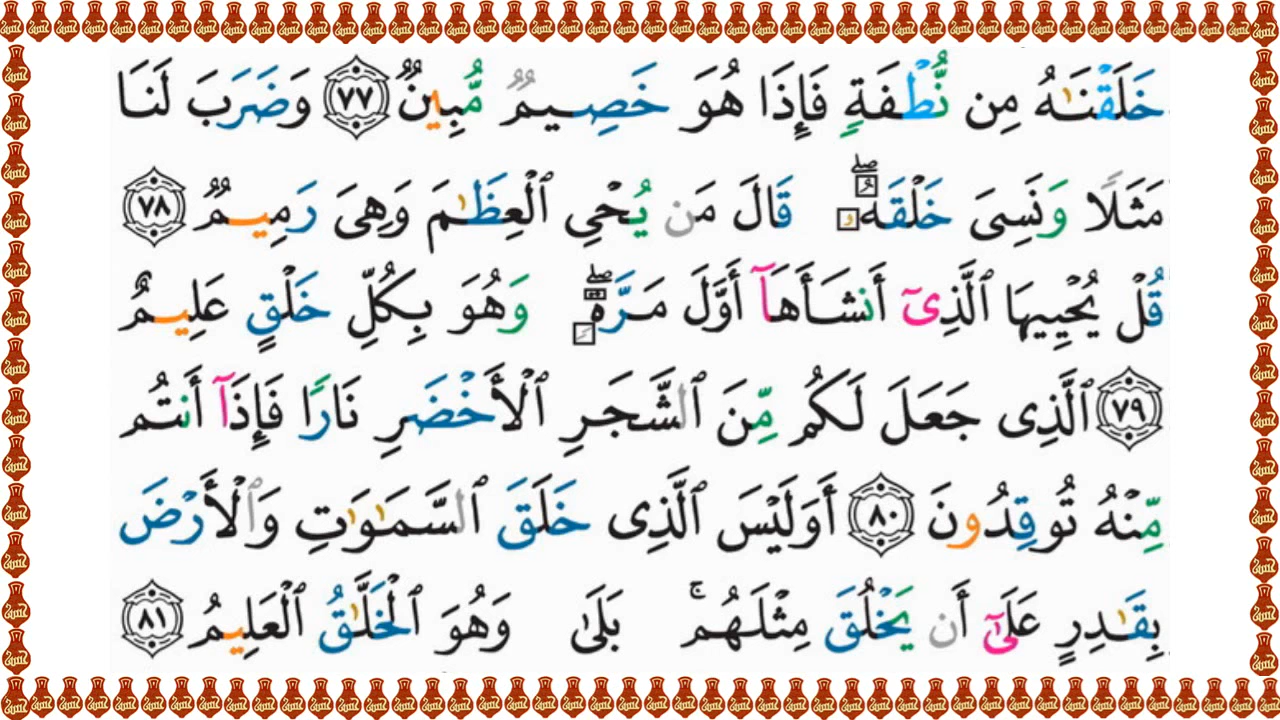 خَلَقْنَٰهُ مِن نُّطْفَةٍ فَإِذَا هُوَ خَصِيمٌ مُّبِينٌ ٧٧ وَضَرَبَ لَنَا
مَثَلًا وَنَسِىَ خَلْقَهُۥ ۖ قَالَ مَن يُحْىِ ٱلْعِظَٰمَ وَهِىَ رَمِيمٌ ٧٨
قُلْ يُحْيِيهَا ٱلَّذِىٓ أَنشَأَهَآ أَوَّلَ مَرَّةٍ ۖ وَهُوَ بِكُلِّ خَلْقٍ عَلِيمٌ
٧٩ ٱلَّذِى جَعَلَ لَكُم مِّنَ ٱلشَّجَرِ ٱلْأَخْضَرِ نَارًا فَإِذَآ أَنتُم
مِّنْهُ تُوقِدُونَ ٨٠ أَوَلَيْسَ ٱلَّذِى خَلَقَ ٱلسَّمَٰوَٰتِ وَٱلْأَرْضَ
بِقَٰدِرٍ عَلَىٰٓ أَن يَخْلُقَ مِثْلَهُم ۚ بَلَىٰ وَهُوَ ٱلْخَلَّٰقُ ٱلْعَلِيمُ ٨١